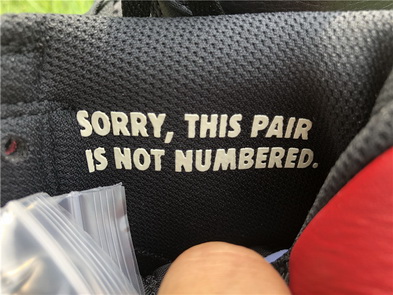 SORRY, THIS PAIR
IS NOT NUMBERED.